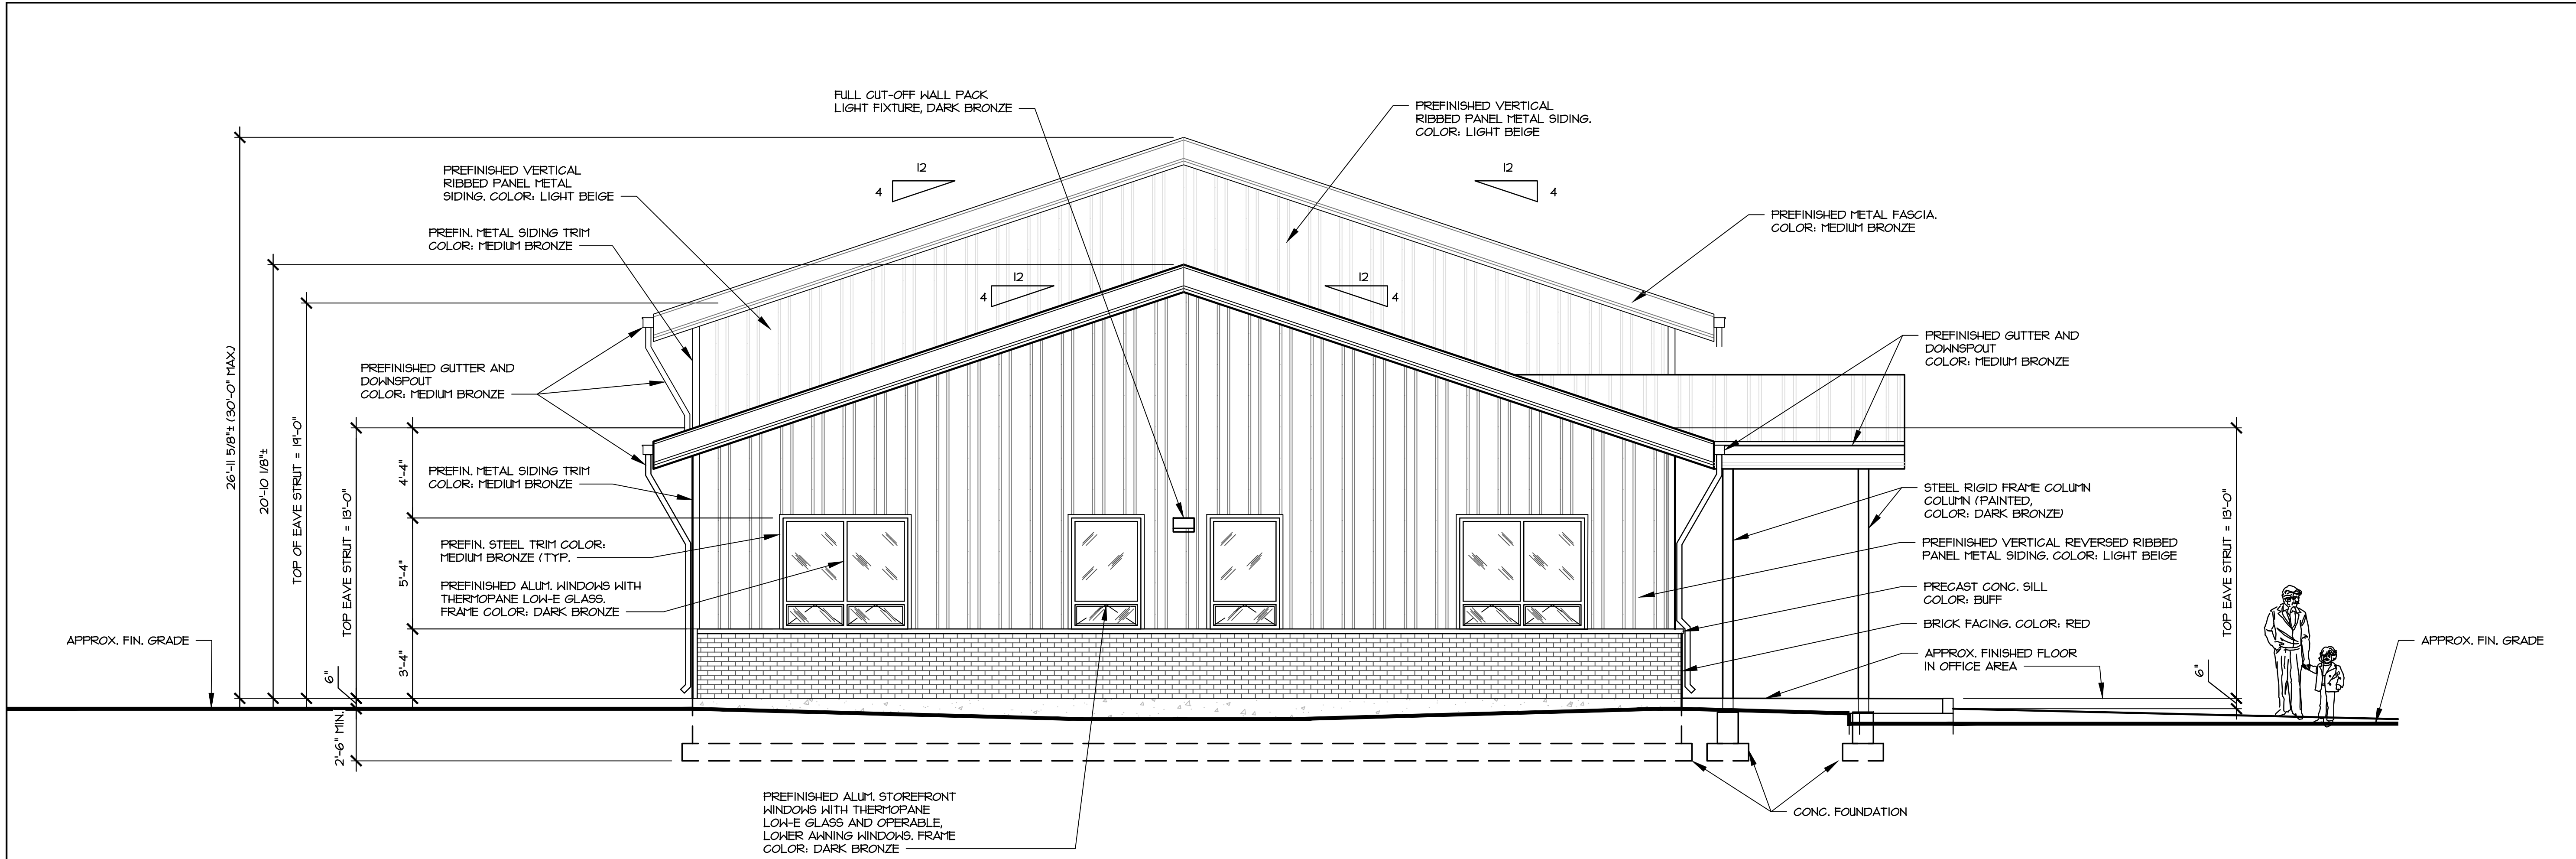 FULL CUT-OFF WALL PACK
LIGHT FIXTURE, DARK BRONZE
PREFINISHED VERTICAL
RIBBED PANEL METAL SIDING.
COLOR: LIGHT BEIGE
PREFINISHED VERTICAL
RIBBED PANEL METAL
SIDING. COLOR: LIGHT BEIGE
12
4
12
4
PREFINISHED METAL FASCIA.
COLOR: MEDIUM BRONZE
PREFIN. METAL SIDING TRIM
COLOR: MEDIUM BRONZE
12
4
12
4
PREFINISHED GUTTER AND
DOWNSPOUT
COLOR: MEDIUM BRONZE
PREFINISHED GUTTER AND
DOWNSPOUT
COLOR: MEDIUM BRONZE
26'-11 5/8"± (30'-0" MAX.)
20'-10 1/8"±
TOP OF EAVE STRUT = 19'-0"
TOP EAVE STRUT = 13'-0"
4'-4"
5'-4"
3'-4"
6"
2'-6" MIN.
PREFIN. METAL SIDING TRIM
COLOR: MEDIUM BRONZE
PREFIN. STEEL TRIM COLOR:
MEDIUM BRONZE (TYP.
PREFINISHED ALUM. WINDOWS WITH
THERMOPANE LOW-E GLASS.
FRAME COLOR: DARK BRONZE
STEEL RIGID FRAME COLUMN
COLUMN (PAINTED,
COLOR: DARK BRONZE)
PREFINISHED VERTICAL REVERSED RIBBED
PANEL METAL SIDING. COLOR: LIGHT BEIGE
PRECAST CONC. SILL
COLOR: BUFF
BRICK FACING. COLOR: RED
APPROX. FINISHED FLOOR
IN OFFICE AREA
TOP EAVE STRUT = 13'-0"
6"
APPROX. FIN. GRADE
APPROX. FIN. GRADE
PREFINISHED ALUM. STOREFRONT
WINDOWS WITH THERMOPANE
LOW-E GLASS AND OPERABLE,
LOWER AWNING WINDOWS. FRAME
COLOR: DARK BRONZE
CONC. FOUNDATION